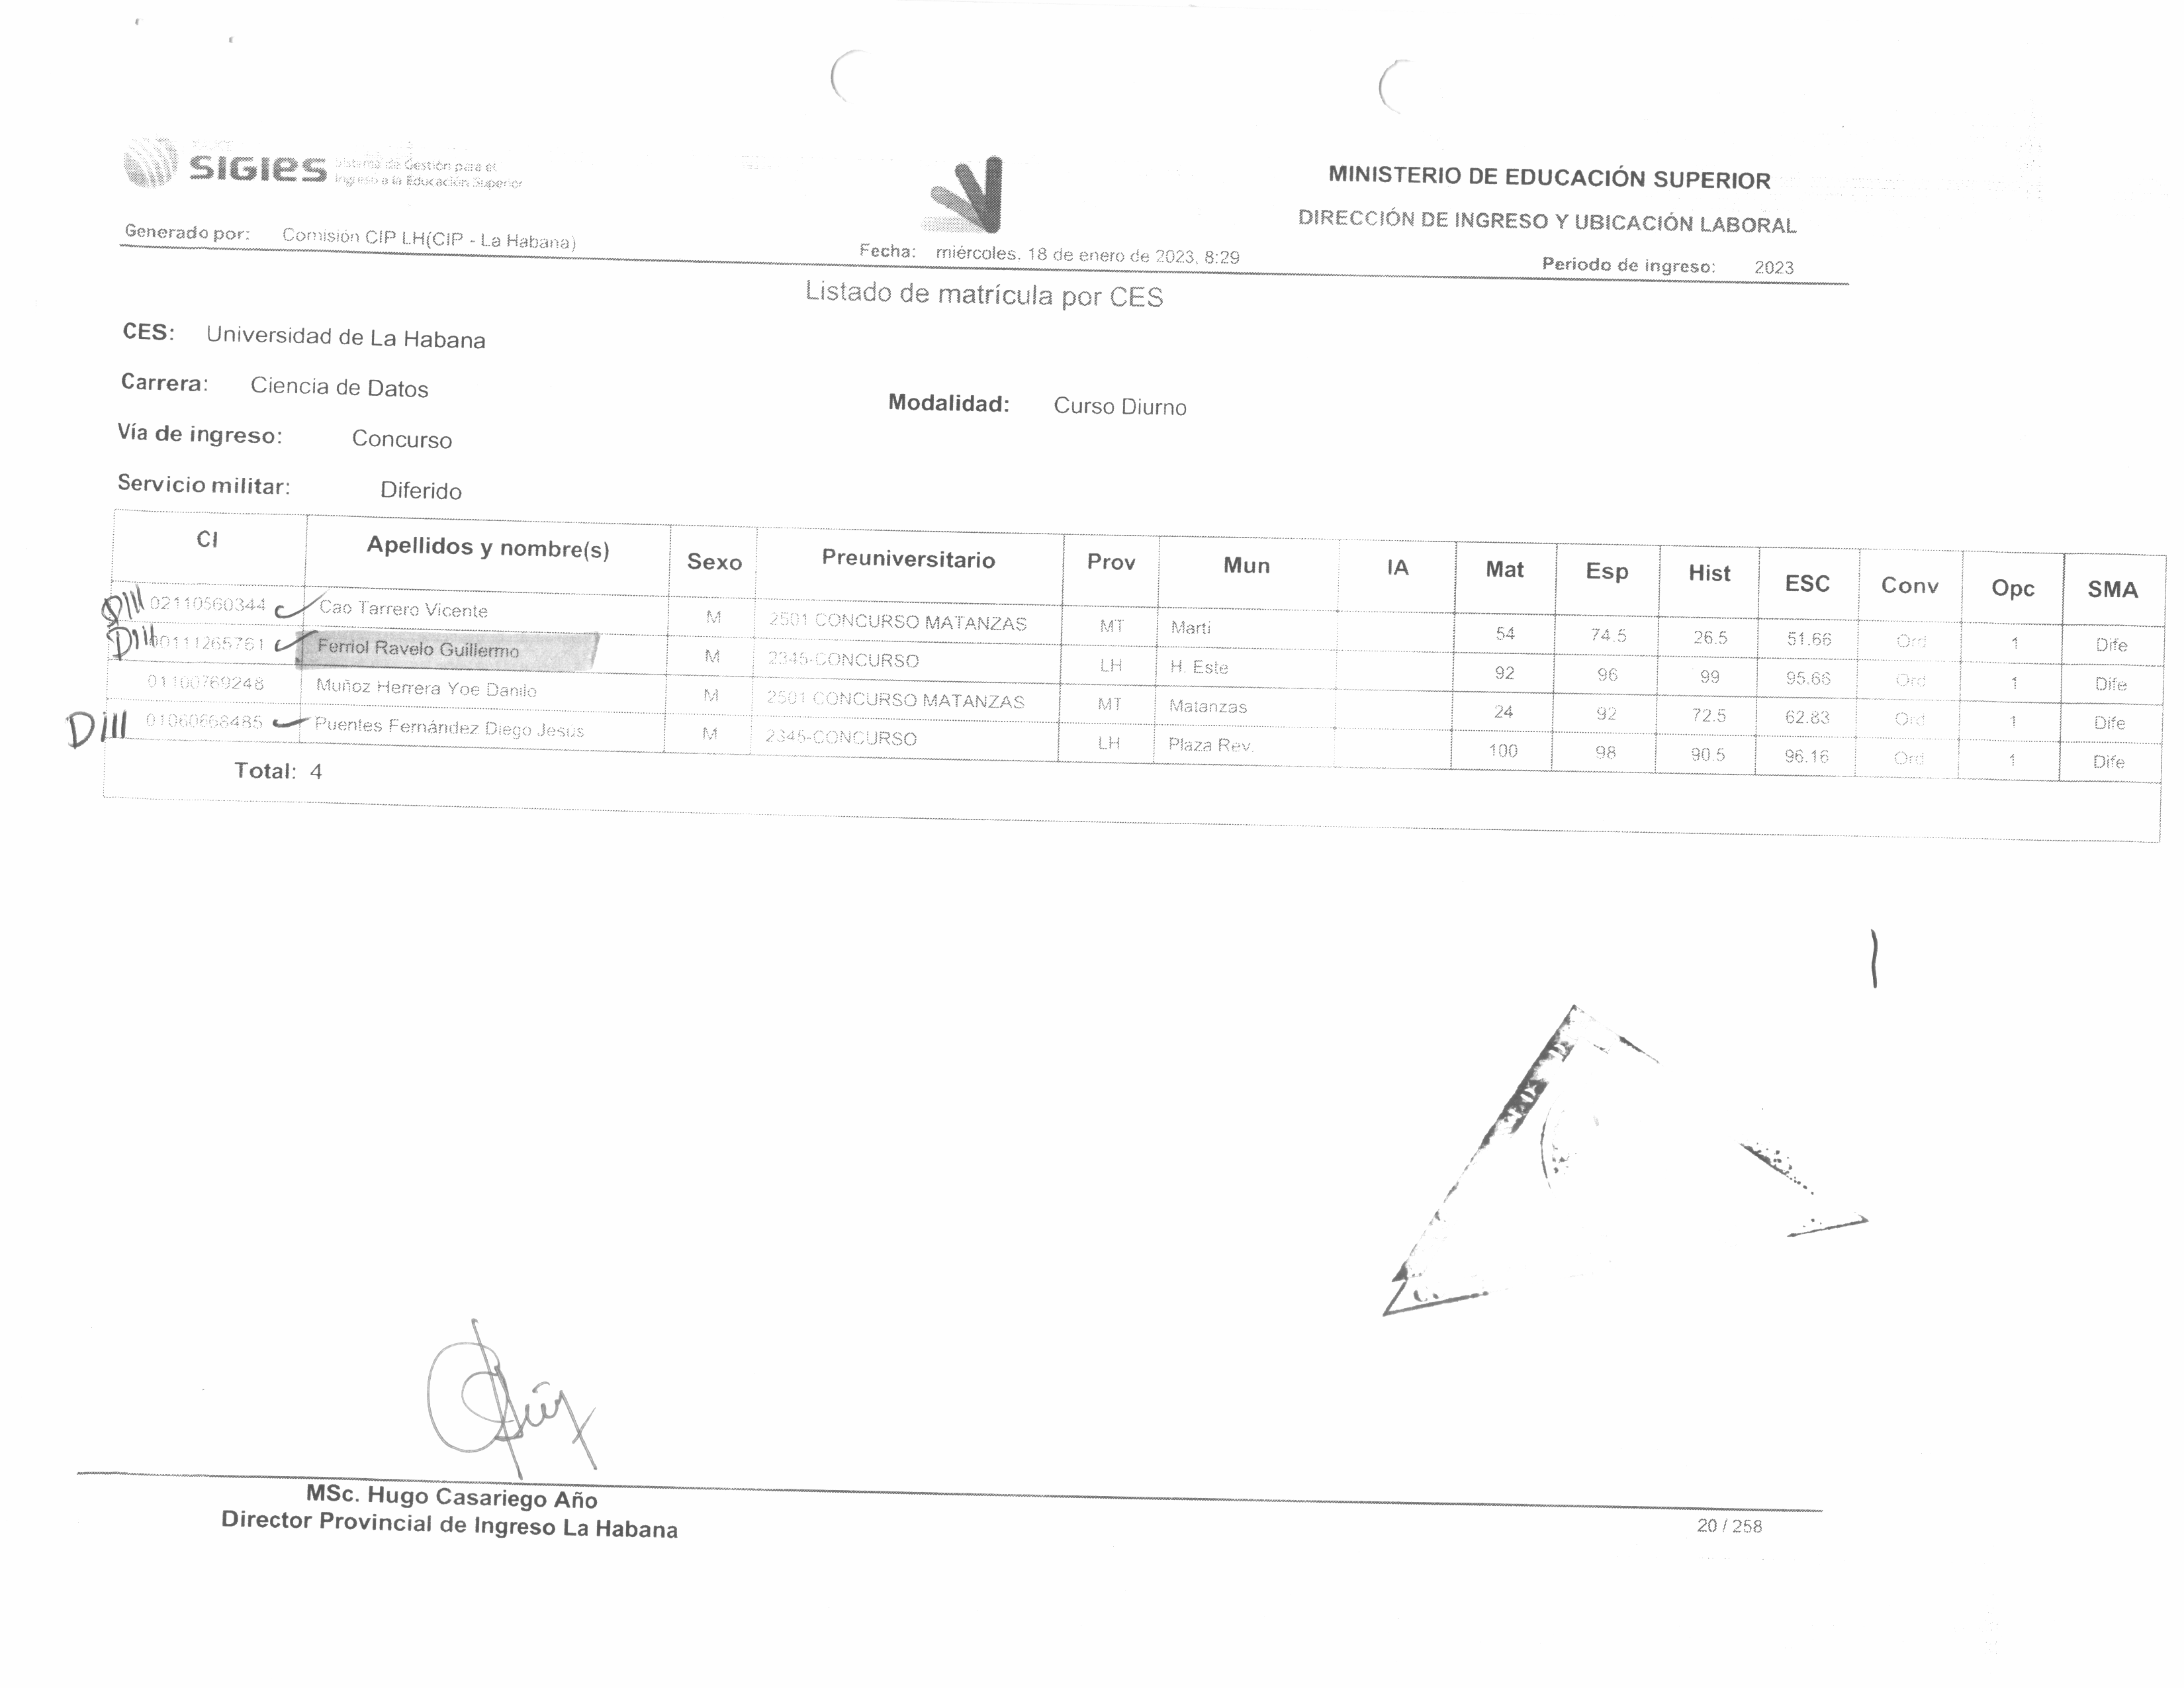 SIGIES Sistema de Gestión para el
Ingreso a la Educación Superior
MINISTERIO DE EDUCACIÓN SUPERIOR
DIRECCIÓN DE INGRESO Y UBICACIÓN LABORAL
Generado por: Comisión CIP LH(CIP - La Habana)
Fecha: miércoles, 18 de enero de 2023, 8:29
Periodo de ingreso: 2023
Listado de matrícula por CES
CES: Universidad de La Habana
Carrera: Ciencia de Datos
Modalidad: Curso Diurno
Vía de ingreso: Concurso
Servicio militar: Diferido
CI Apellidos y nombre(s) Sexo Preuniversitario Prov Mun IA Mat Esp Hist ESC Conv Opc SMA
DIII 02110560344 Cao Tarrero Vicente M 2501 CONCURSO MATANZAS MT Martí 54 74.5 26.5 51.66 Ord 1 Dife
DIII 00111265761 Ferriol Ravelo Guillermo M 2345-CONCURSO LH H. Este 92 96 99 95.66 Ord 1 Dife
01100769248 Muñoz Herrera Yoe Danilo M 2501 CONCURSO MATANZAS MT Matanzas 24 92 72.5 62.83 Ord 1 Dife
DIII 01060668485 Puentes Fernández Diego Jesús M 2345-CONCURSO LH Plaza Rev. 100 98 90.5 96.16 Ord 1 Dife
Total: 4
MSc. Hugo Casariego Año
Director Provincial de Ingreso La Habana
20 / 258